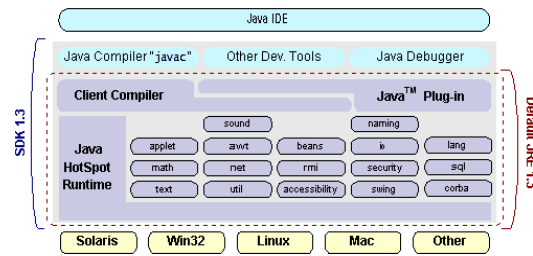 Java IDE
Java Compiler "javac"
Other Dev. Tools
Java Debugger
Client Compiler
Java™ Plug-in
SDK 1.3
Default JRE 1.3
Java
HotSpot
Runtime
sound
naming
applet
awt
beans
io
lang
math
net
rmi
security
sql
text
util
accessibility
swing
corba
Solaris
Win32
Linux
Mac
Other